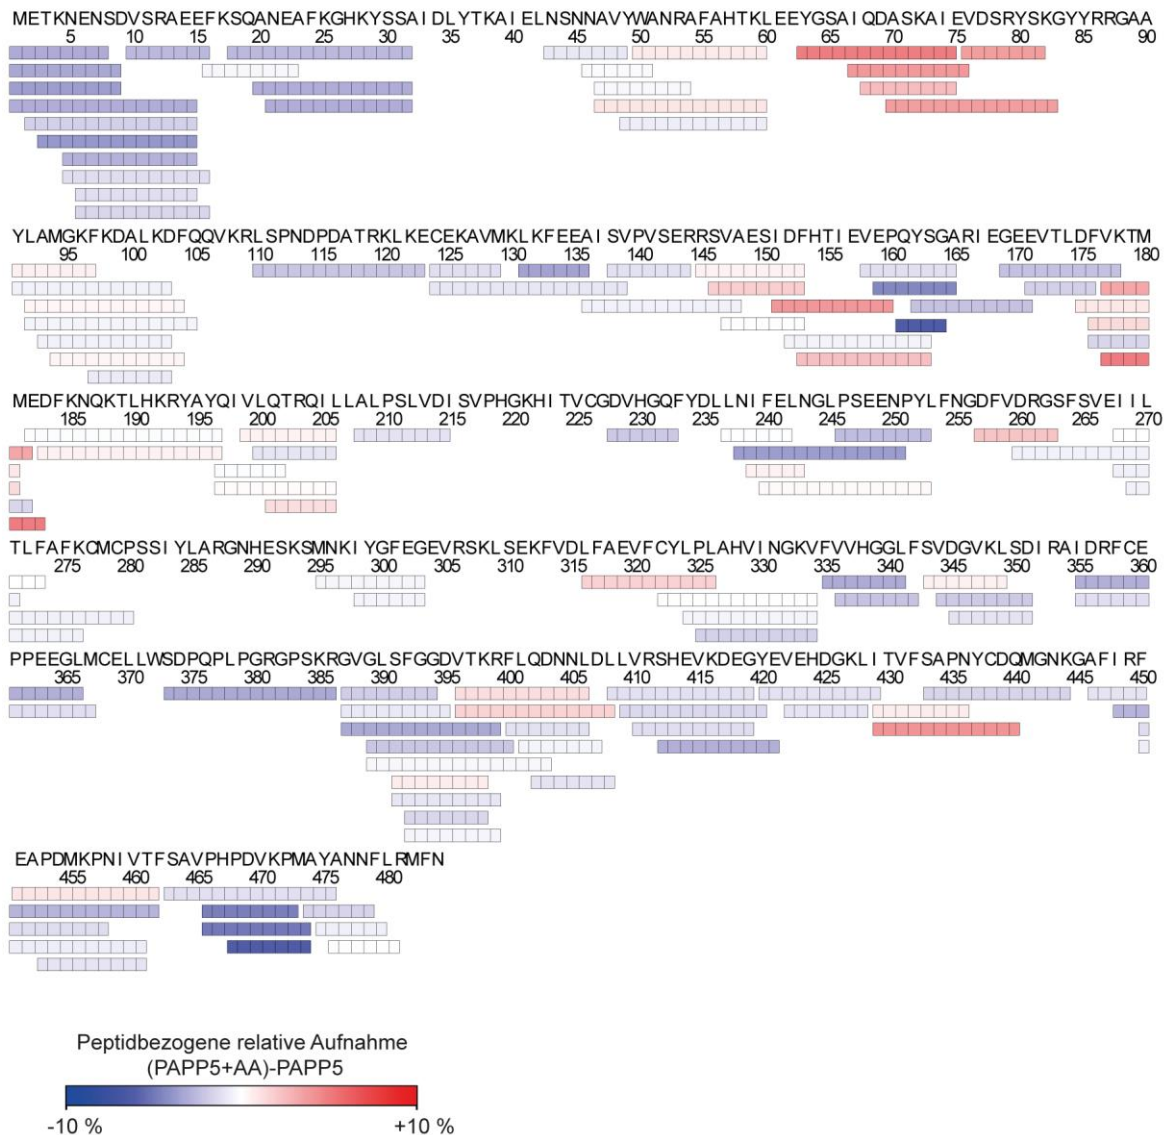 METKNENSDVSRAEEFKSQANEAFKGHKYSSAIDLYTKAIELNSNNAVYWANRAFAHTKLEEYGSAIQDASKAIEVDSRYSKGYYRRGAA
5 10 15 20 25 30 35 40 45 50 55 60 65 70 75 80 85 90
YLAMGKFKDALKDFQQVKRLSPNDPDATRKLKECEKAVMKLKFEEAISVPVSERRSVAESIDFHTIEVEPQYSGARIEGEEVTLDFVKTM
95 100 105 110 115 120 125 130 135 140 145 150 155 160 165 170 175 180
MEDFKNQKTLHKRYAYQIVLQTRQILLALPSLVDISVPHGKHITVCGDVHGQFYDLLNIFELNGLPSEENPYLFNGDFVDRGSFSVEIIL
185 190 195 200 205 210 215 220 225 230 235 240 245 250 255 260 265 270
TLFAFKCMCPSSIYLARGNHESKSMNKIYGFEGEVRSKLSEKFVDLFAEVFCYLPLAHVINGKVFVVHGGLFSVDGVKLSDIRAIDRFCE
275 280 285 290 295 300 305 310 315 320 325 330 335 340 345 350 355 360
PPEEGLMCELLWSDPQPLPGRGPSKRGVGLSFGGDVTKRFLQDNNLDLLVRSHEVKDEGYEVEHDGKLITVFSAPNYCDQMGNKGAFIRF
365 370 375 380 385 390 395 400 405 410 415 420 425 430 435 440 445 450
EAPDMKPNIVTFSAVPHPDVKPMAYANNFLRMFN
455 460 465 470 475 480
Peptidbezogene relative Aufnahme
(PAPP5+AA)-PAPP5
-10 % +10 %